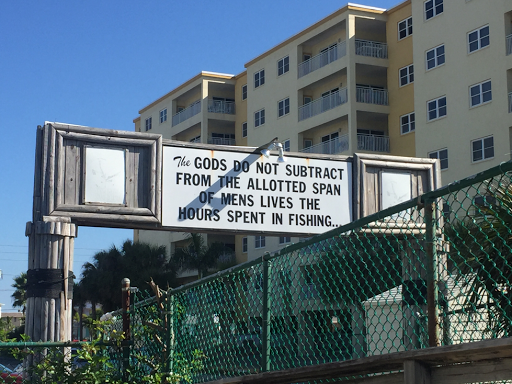 The GODS DO NOT SUBTRACT
FROM THE ALLOTTED SPAN
OF MENS LIVES THE
HOURS SPENT IN FISHING...